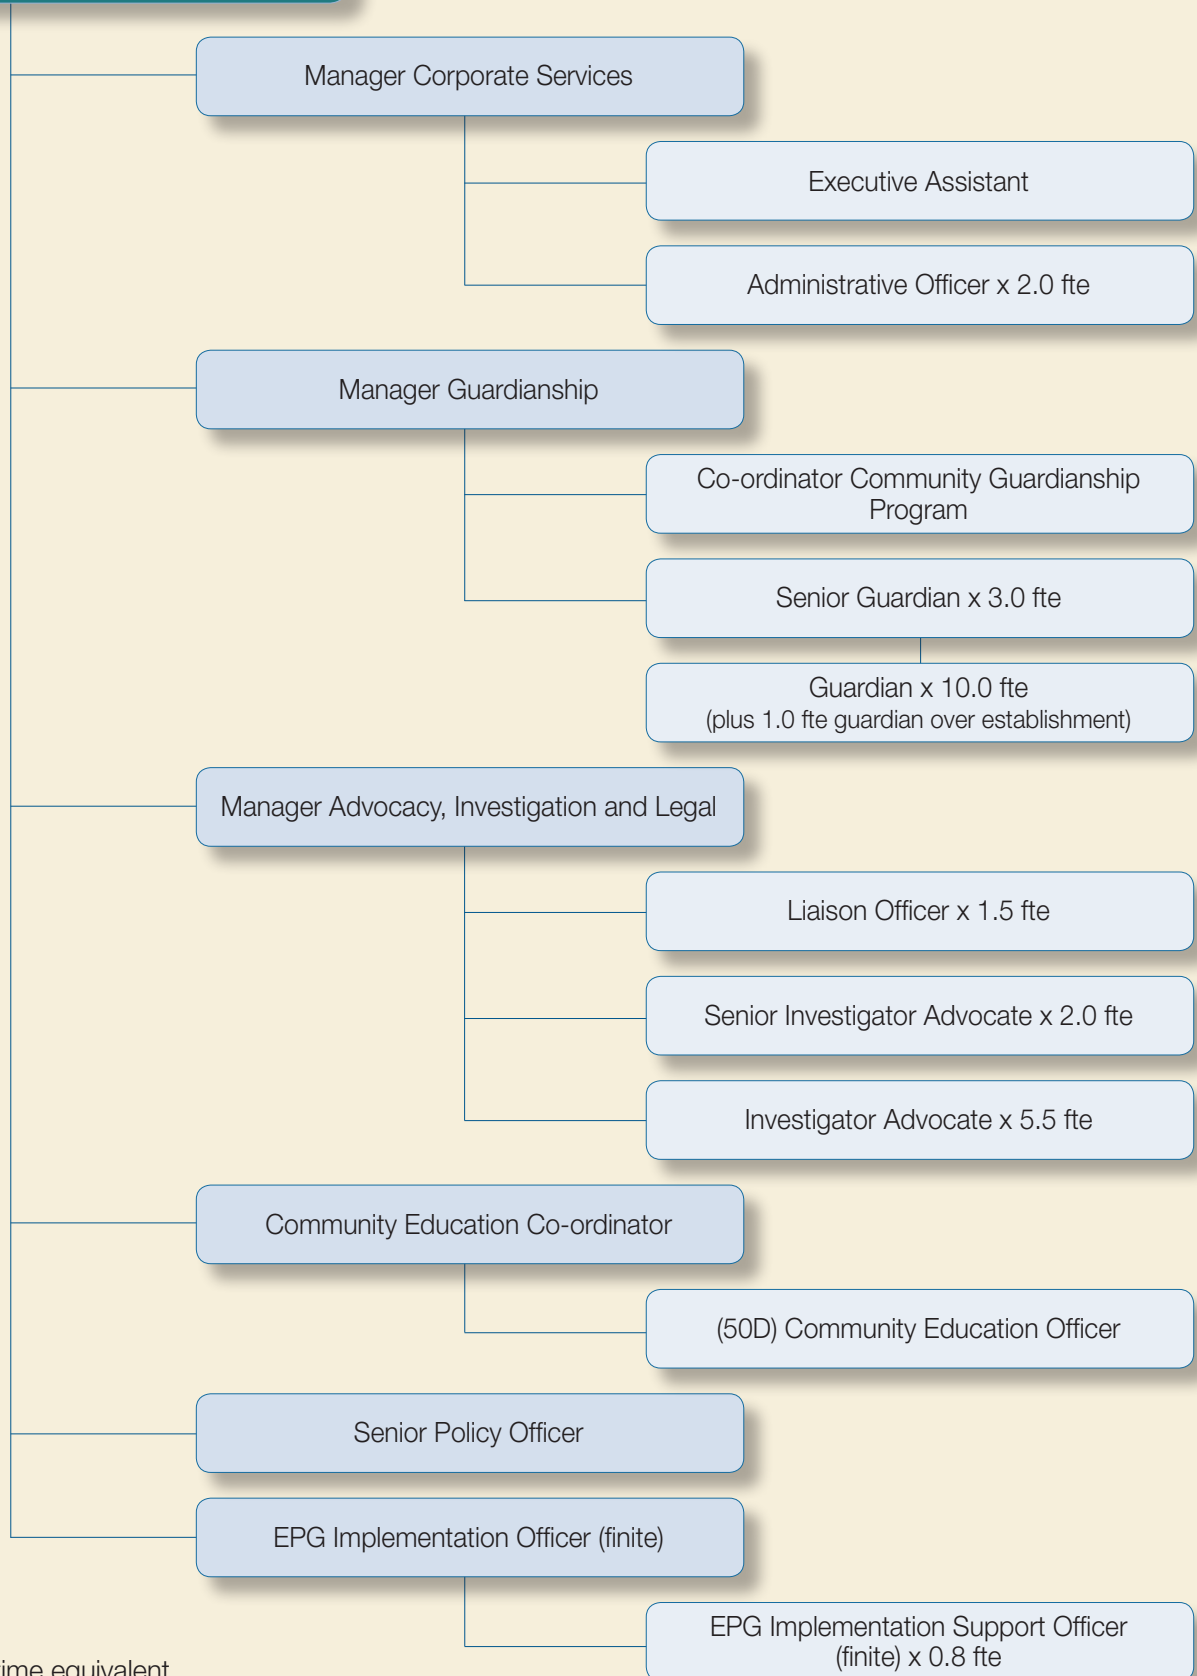 Manager Corporate Services
Executive Assistant
Administrative Officer x 2.0 fte
Manager Guardianship
Co-ordinator Community Guardianship
Program
Senior Guardian x 3.0 fte
Guardian x 10.0 fte
(plus 1.0 fte guardian over establishment)
Manager Advocacy, Investigation and Legal
Liaison Officer x 1.5 fte
Senior Investigator Advocate x 2.0 fte
Investigator Advocate x 5.5 fte
Community Education Co-ordinator
(50D) Community Education Officer
Senior Policy Officer
EPG Implementation Officer (finite)
EPG Implementation Support Officer
(finite) x 0.8 fte
time equivalent